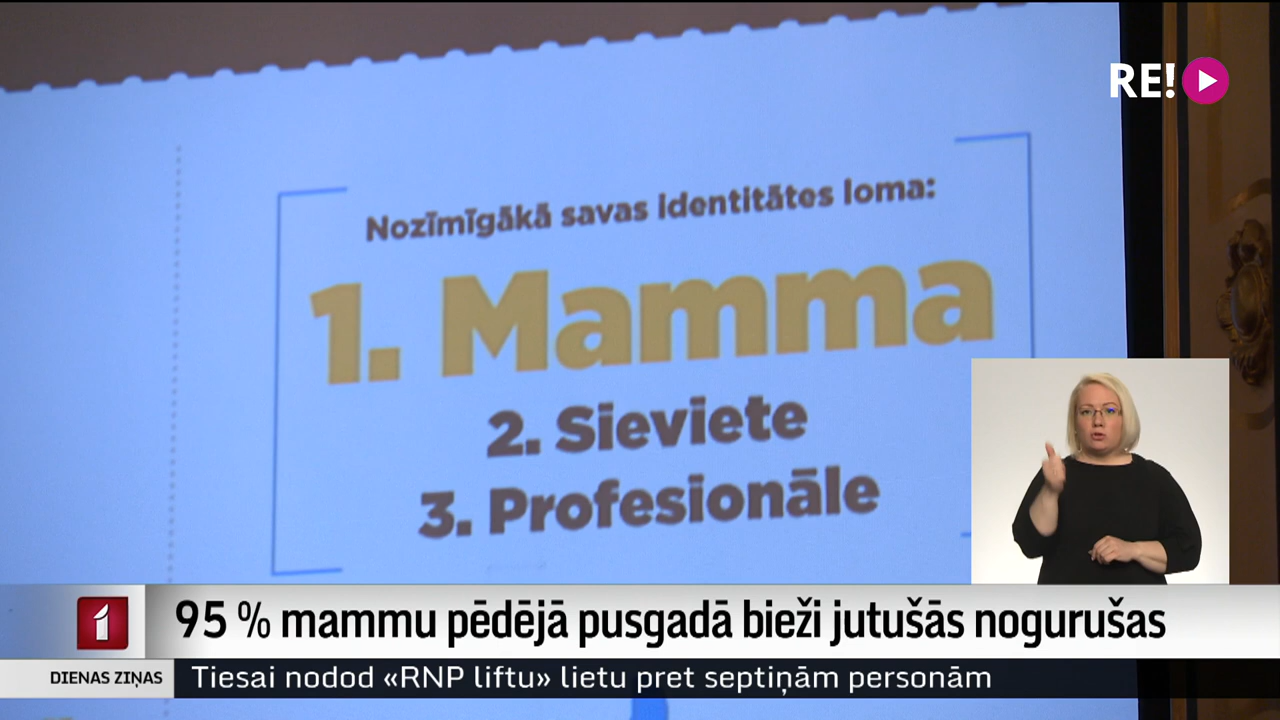 RE!
Nozīmīgākā savas identitātes loma:
1. Mamma
2. Sieviete
3. Profesionāle
1
95 % mammu pēdējā pusgadā bieži jutušās nogurušas
DIENAS ZIŅAS
Tiesai nodod «RNP liftu» lietu pret septiņām personām